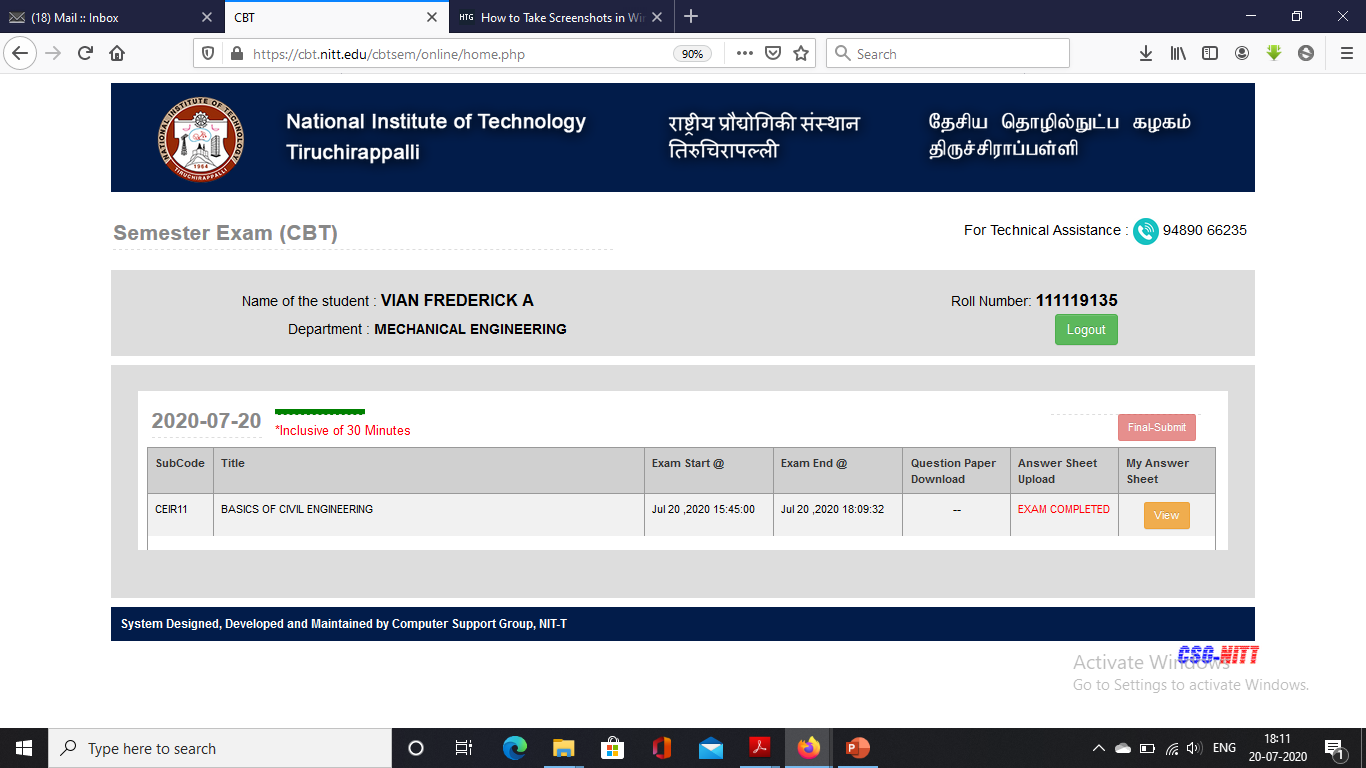 (18) Mail :: Inbox
CBT
HTG How to Take Screenshots in Win
https://cbt.nitt.edu/cbtsem/online/home.php
90%
Search
NATIONAL INSTITUTE OF TECHNOLOGY
1964
TIRUCHIRAPPALLI
National Institute of Technology
Tiruchirappalli
राष्ट्रीय प्रौद्योगिकी संस्थान
तिरुचिरापल्ली
தேசிய தொழில்நுட்ப கழகம்
திருச்சிராப்பள்ளி
Semester Exam (CBT)
For Technical Assistance : 94890 66235
Name of the student : VIAN FREDERICK A
Roll Number: 111119135
Department : MECHANICAL ENGINEERING
Logout
2020-07-20
*Inclusive of 30 Minutes
Final-Submit
SubCode Title Exam Start @ Exam End @ Question Paper Download Answer Sheet Upload My Answer Sheet
CEIR11 BASICS OF CIVIL ENGINEERING Jul 20 ,2020 15:45:00 Jul 20 ,2020 18:09:32 -- EXAM COMPLETED View
System Designed, Developed and Maintained by Computer Support Group, NIT-T
CSG-NITT
Activate Windows
Go to Settings to activate Windows.
Type here to search
ENG
18:11
20-07-2020
1